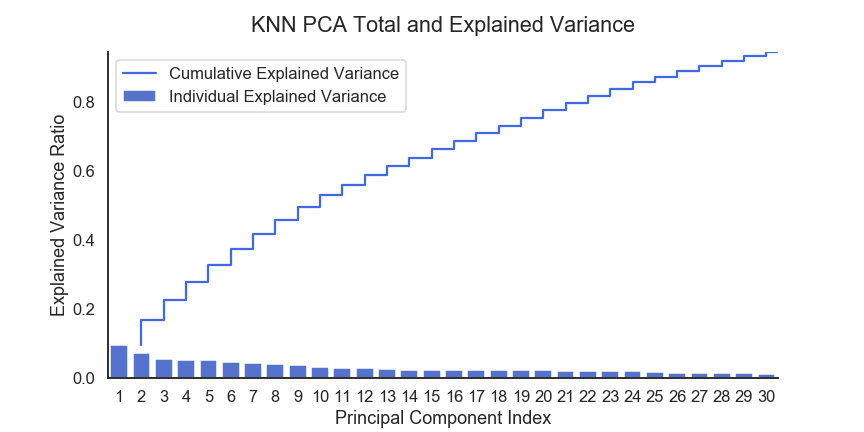 KNN PCA Total and Explained Variance
Cumulative Explained Variance
Individual Explained Variance
Explained Variance Ratio
0.8
0.6
0.4
0.2
0.0
1 2 3 4 5 6 7 8 9 10 11 12 13 14 15 16 17 18 19 20 21 22 23 24 25 26 27 28 29 30
Principal Component Index